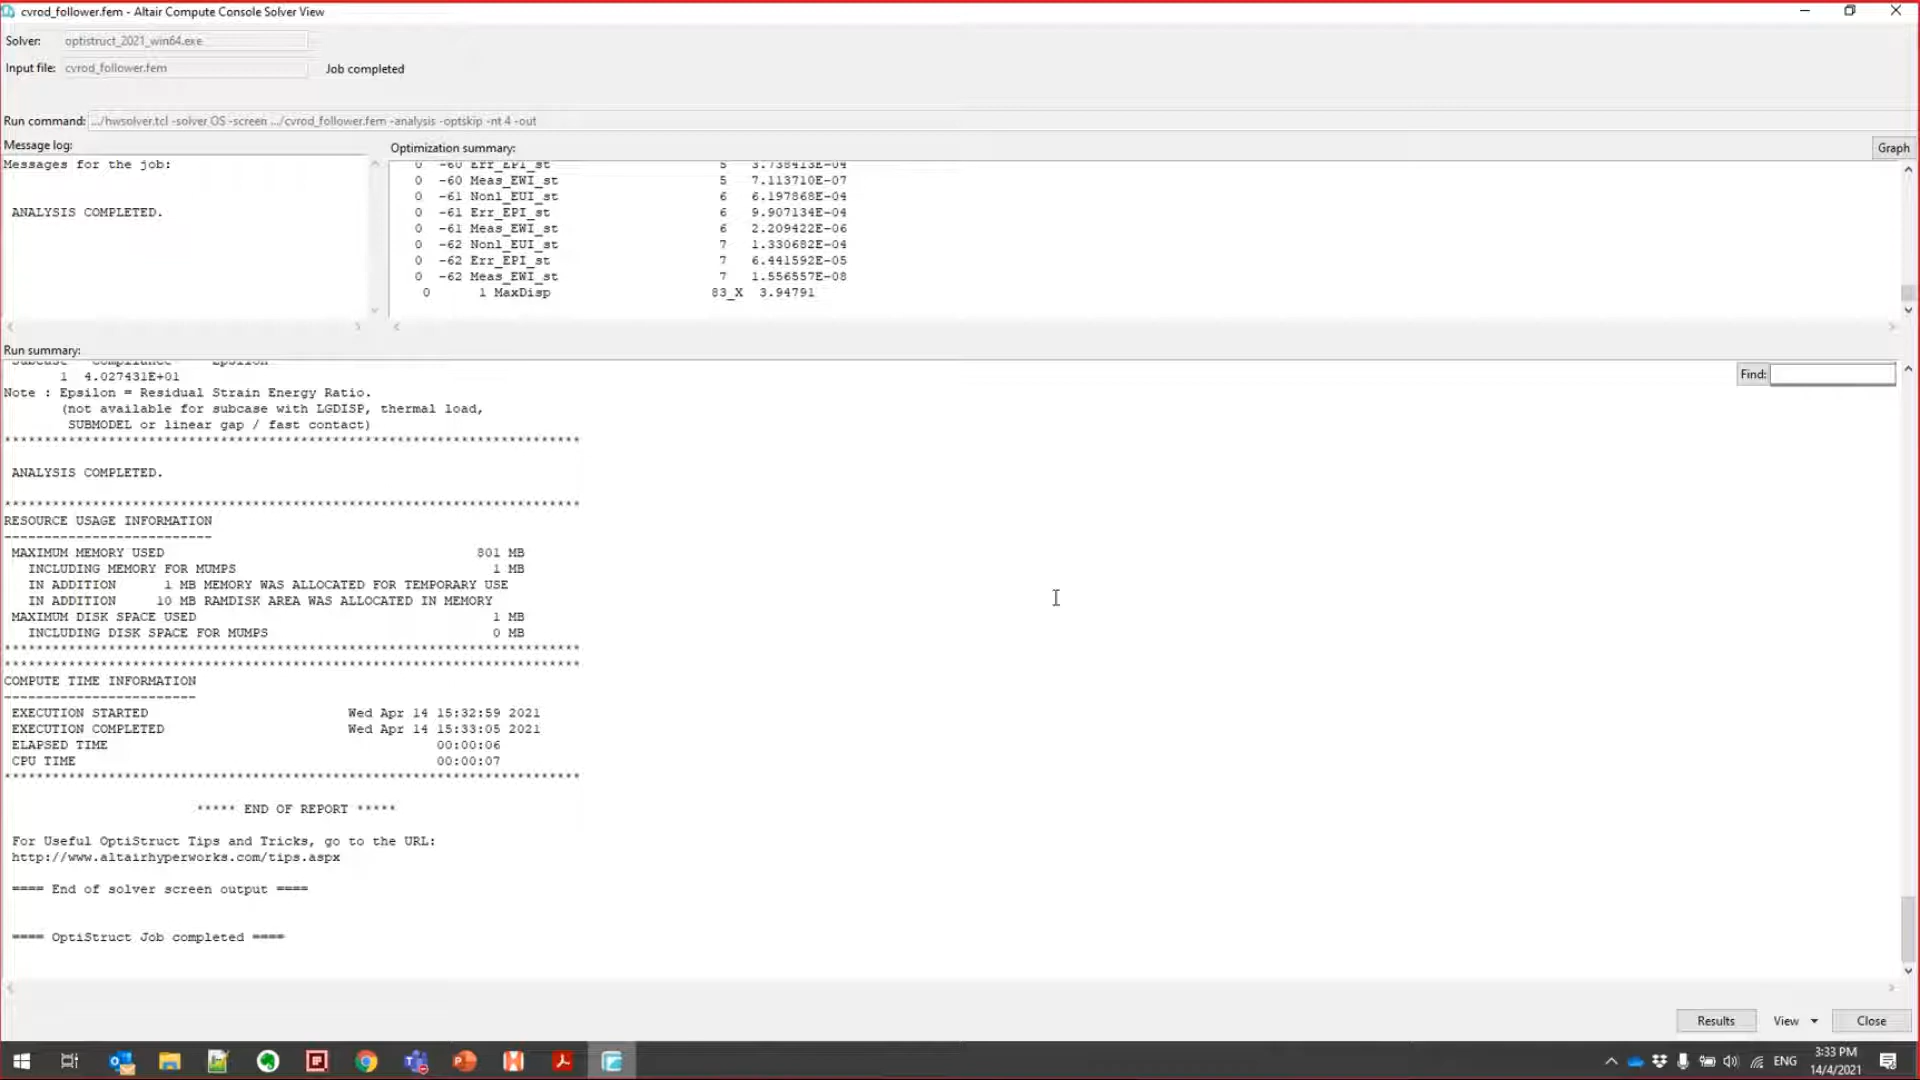 cvrod_follower.fem - Altair Compute Console Solver View
Solver: optistruct_2021_win64.exe
Input file: cvrod_follower.fem Job completed
Run command: .../hwsolver.tcl -solver OS -screen .../cvrod_follower.fem -analysis -optskip -nt 4 -out
Message log:
Optimization summary:
Graph
Messages for the job:
ANALYSIS COMPLETED.
0 -60 Err_EPI_st 5 3.738413E-04
0 -60 Meas_EWI_st 5 7.113710E-07
0 -61 Nonl_EUI_st 6 6.197868E-04
0 -61 Err_EPI_st 6 9.907134E-04
0 -61 Meas_EWI_st 6 2.209422E-06
0 -62 Nonl_EUI_st 7 1.330682E-04
0 -62 Err_EPI_st 7 6.441592E-05
0 -62 Meas_EWI_st 7 1.556557E-08
0 1 MaxDisp 83_X 3.94791
Run summary:
Find:
Subcase Compliance Epsilon
1 4.027431E+01
Note : Epsilon = Residual Strain Energy Ratio.
(not available for subcase with LGDISP, thermal load,
SUBMODEL or linear gap / fast contact)
************************************************************************
ANALYSIS COMPLETED.
************************************************************************
RESOURCE USAGE INFORMATION
--------------------------
MAXIMUM MEMORY USED 801 MB
INCLUDING MEMORY FOR MUMPS 1 MB
IN ADDITION 1 MB MEMORY WAS ALLOCATED FOR TEMPORARY USE
IN ADDITION 10 MB RAMDISK AREA WAS ALLOCATED IN MEMORY
MAXIMUM DISK SPACE USED 1 MB
INCLUDING DISK SPACE FOR MUMPS 0 MB
************************************************************************
************************************************************************
COMPUTE TIME INFORMATION
------------------------
EXECUTION STARTED Wed Apr 14 15:32:59 2021
EXECUTION COMPLETED Wed Apr 14 15:33:05 2021
ELAPSED TIME 00:00:06
CPU TIME 00:00:07
************************************************************************
***** END OF REPORT *****
For Useful OptiStruct Tips and Tricks, go to the URL:
http://www.altairhyperworks.com/tips.aspx
==== End of solver screen output ====
==== OptiStruct Job completed ====
Results View Close
ENG
3:33 PM
14/4/2021